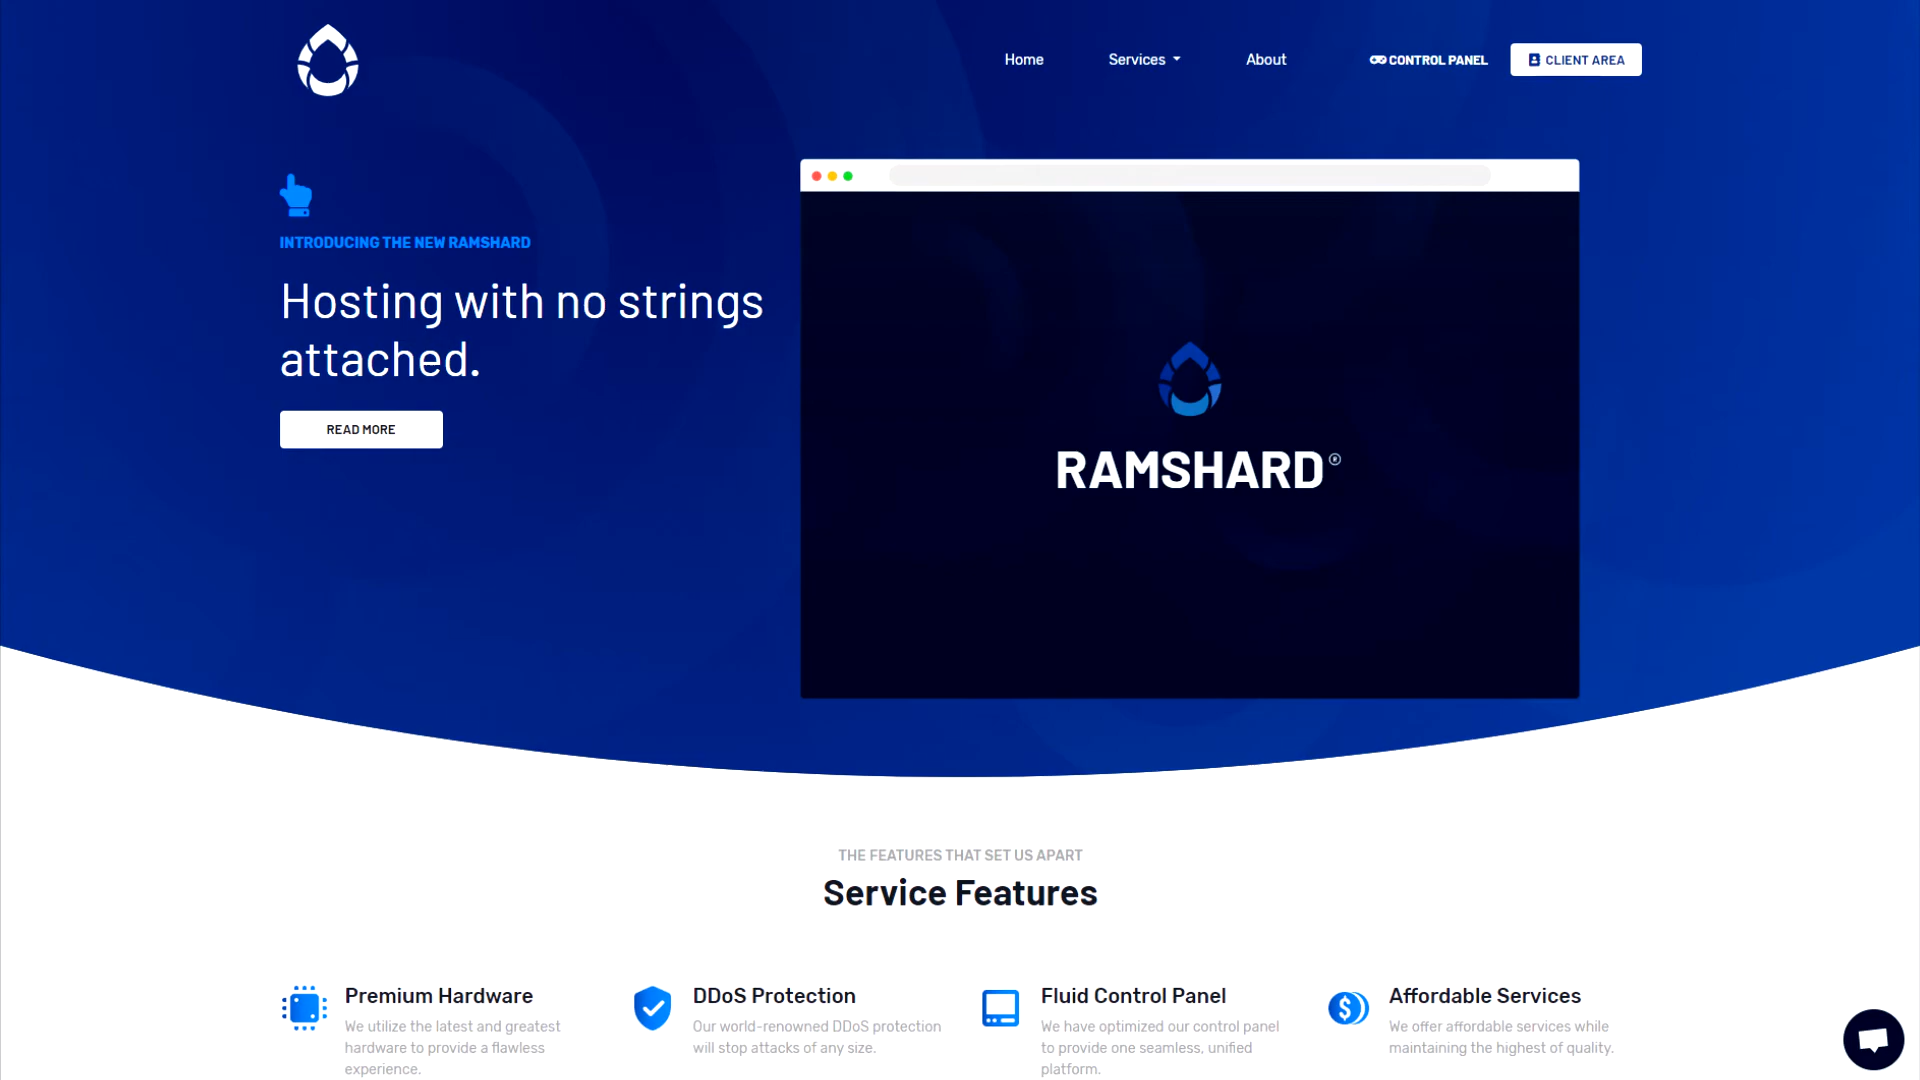 Home
Services
About
CONTROL PANEL
CLIENT AREA
INTRODUCING THE NEW RAMSHARD
Hosting with no strings
attached.
READ MORE
RAMSHARD®
THE FEATURES THAT SET US APART
Service Features
Premium Hardware
We utilize the latest and greatest
hardware to provide a flawless
experience.
DDoS Protection
Our world-renowned DDoS protection
will stop attacks of any size.
Fluid Control Panel
We have optimized our control panel
to provide one seamless, unified
platform.
Affordable Services
We offer affordable services while
maintaining the highest of quality.